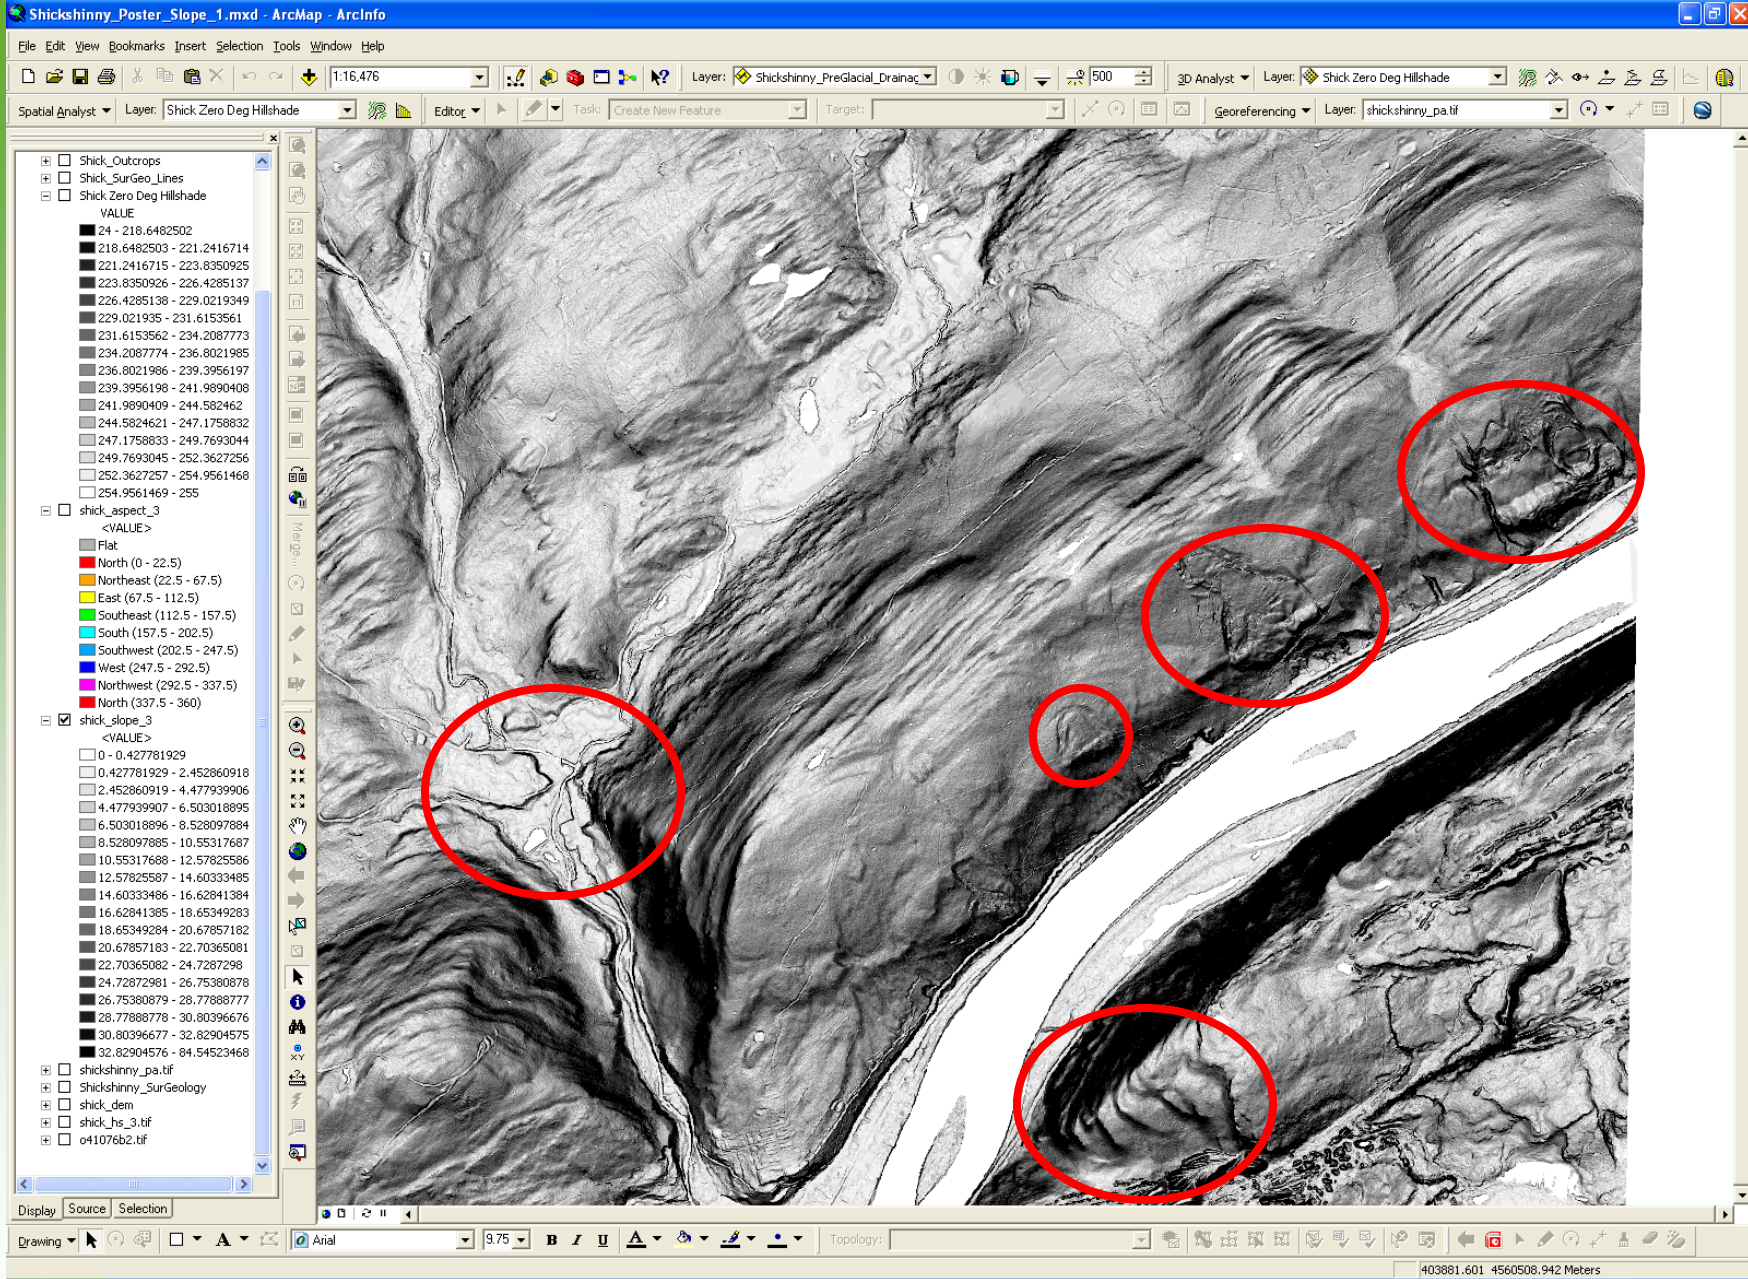 Shickshinny_Poster_Slope_1.mxd - ArcMap - ArcInfo
File Edit View Bookmarks Insert Selection Tools Window Help
1:16,476 Layer: Shickshinny_PreGlacial_Drainag 500 3D Analyst Layer: Shick Zero Deg Hillshade
Spatial Analyst Layer: Shick Zero Deg Hillshade Editor Task: Create New Feature Target: Georeferencing Layer: shickshinny_pa.tif
Shick_Outcrops
Shick_SurGeo_Lines
Shick Zero Deg Hillshade
VALUE
24 - 218.6482502
218.6482503 - 221.2416714
221.2416715 - 223.8350925
223.8350926 - 226.4285137
226.4285138 - 229.0219349
229.021935 - 231.6153561
231.6153562 - 234.2087773
234.2087774 - 236.8021985
236.8021986 - 239.3956197
239.3956198 - 241.9890408
241.9890409 - 244.582462
244.5824621 - 247.1758832
247.1758833 - 249.7693044
249.7693045 - 252.3627256
252.3627257 - 254.9561468
254.9561469 - 255
shick_aspect_3
<VALUE>
Flat
North (0 - 22.5)
Northeast (22.5 - 67.5)
East (67.5 - 112.5)
Southeast (112.5 - 157.5)
South (157.5 - 202.5)
Southwest (202.5 - 247.5)
West (247.5 - 292.5)
Northwest (292.5 - 337.5)
North (337.5 - 360)
shick_slope_3
<VALUE>
0 - 0.427781929
0.427781929 - 2.452860918
2.452860919 - 4.477939906
4.477939907 - 6.503018895
6.503018896 - 8.528097884
8.528097885 - 10.55317687
10.55317688 - 12.57825586
12.57825587 - 14.60333485
14.60333486 - 16.62841384
16.62841385 - 18.65349283
18.65349284 - 20.67857182
20.67857183 - 22.70365081
22.70365082 - 24.7287298
24.72872981 - 26.75380878
26.75380879 - 28.77888777
28.77888778 - 30.80396676
30.80396677 - 32.82904575
32.82904576 - 84.54523468
shickshinny_pa.tif
Shickshinny_SurGeology
shick_dem
shick_hs_3.tif
o41076b2.tif
Merge...
Display Source Selection
Drawing A Arial 9.75 B I U A Topology:
403881.601 4560508.942 Meters